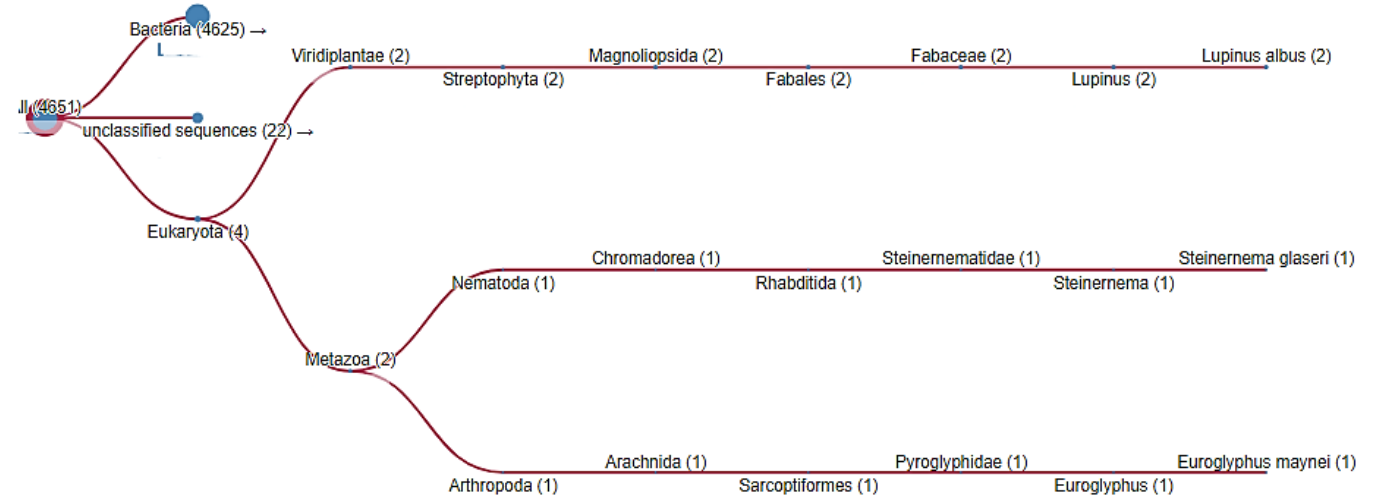 Bacteria (4625) →
ll (4651)
unclassified sequences (22) →
Eukaryota (4)
Viridiplantae (2)
Streptophyta (2)
Magnoliopsida (2)
Fabales (2)
Fabaceae (2)
Lupinus (2)
Lupinus albus (2)
Metazoa (2)
Nematoda (1)
Chromadorea (1)
Rhabditida (1)
Steinernematidae (1)
Steinernema (1)
Steinernema glaseri (1)
Arthropoda (1)
Arachnida (1)
Sarcoptiformes (1)
Pyroglyphidae (1)
Euroglyphus (1)
Euroglyphus maynei (1)